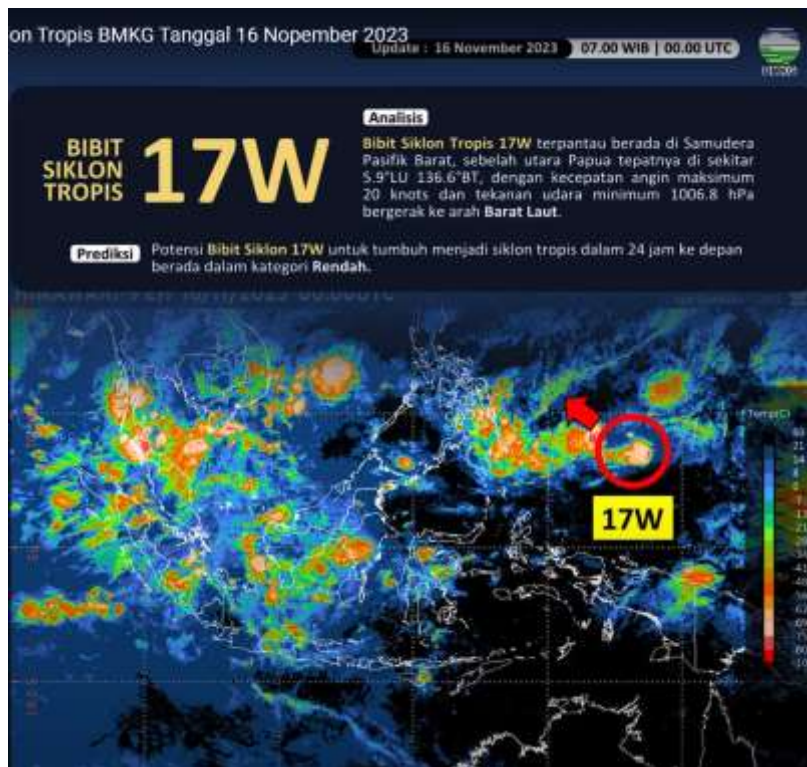 on Tropis BMKG Tanggal 16 Nopember 2023
Update : 16 November 2023 07.00 WIB | 00.00 UTC
BIBIT
SIKLON
TROPIS
17W
Analisis
Bibit Siklon Tropis 17W terpantau berada di Samudera
Pasifik Barat, sebelah utara Papua tepatnya di sekitar
5.9°LU 136.6°BT, dengan kecepatan angin maksimum
20 knots dan tekanan udara minimum 1006.8 hPa
bergerak ke arah Barat Laut.
Prediksi
Potensi Bibit Siklon 17W untuk tumbuh menjadi siklon tropis dalam 24 jam ke depan
berada dalam kategori Rendah.
17W